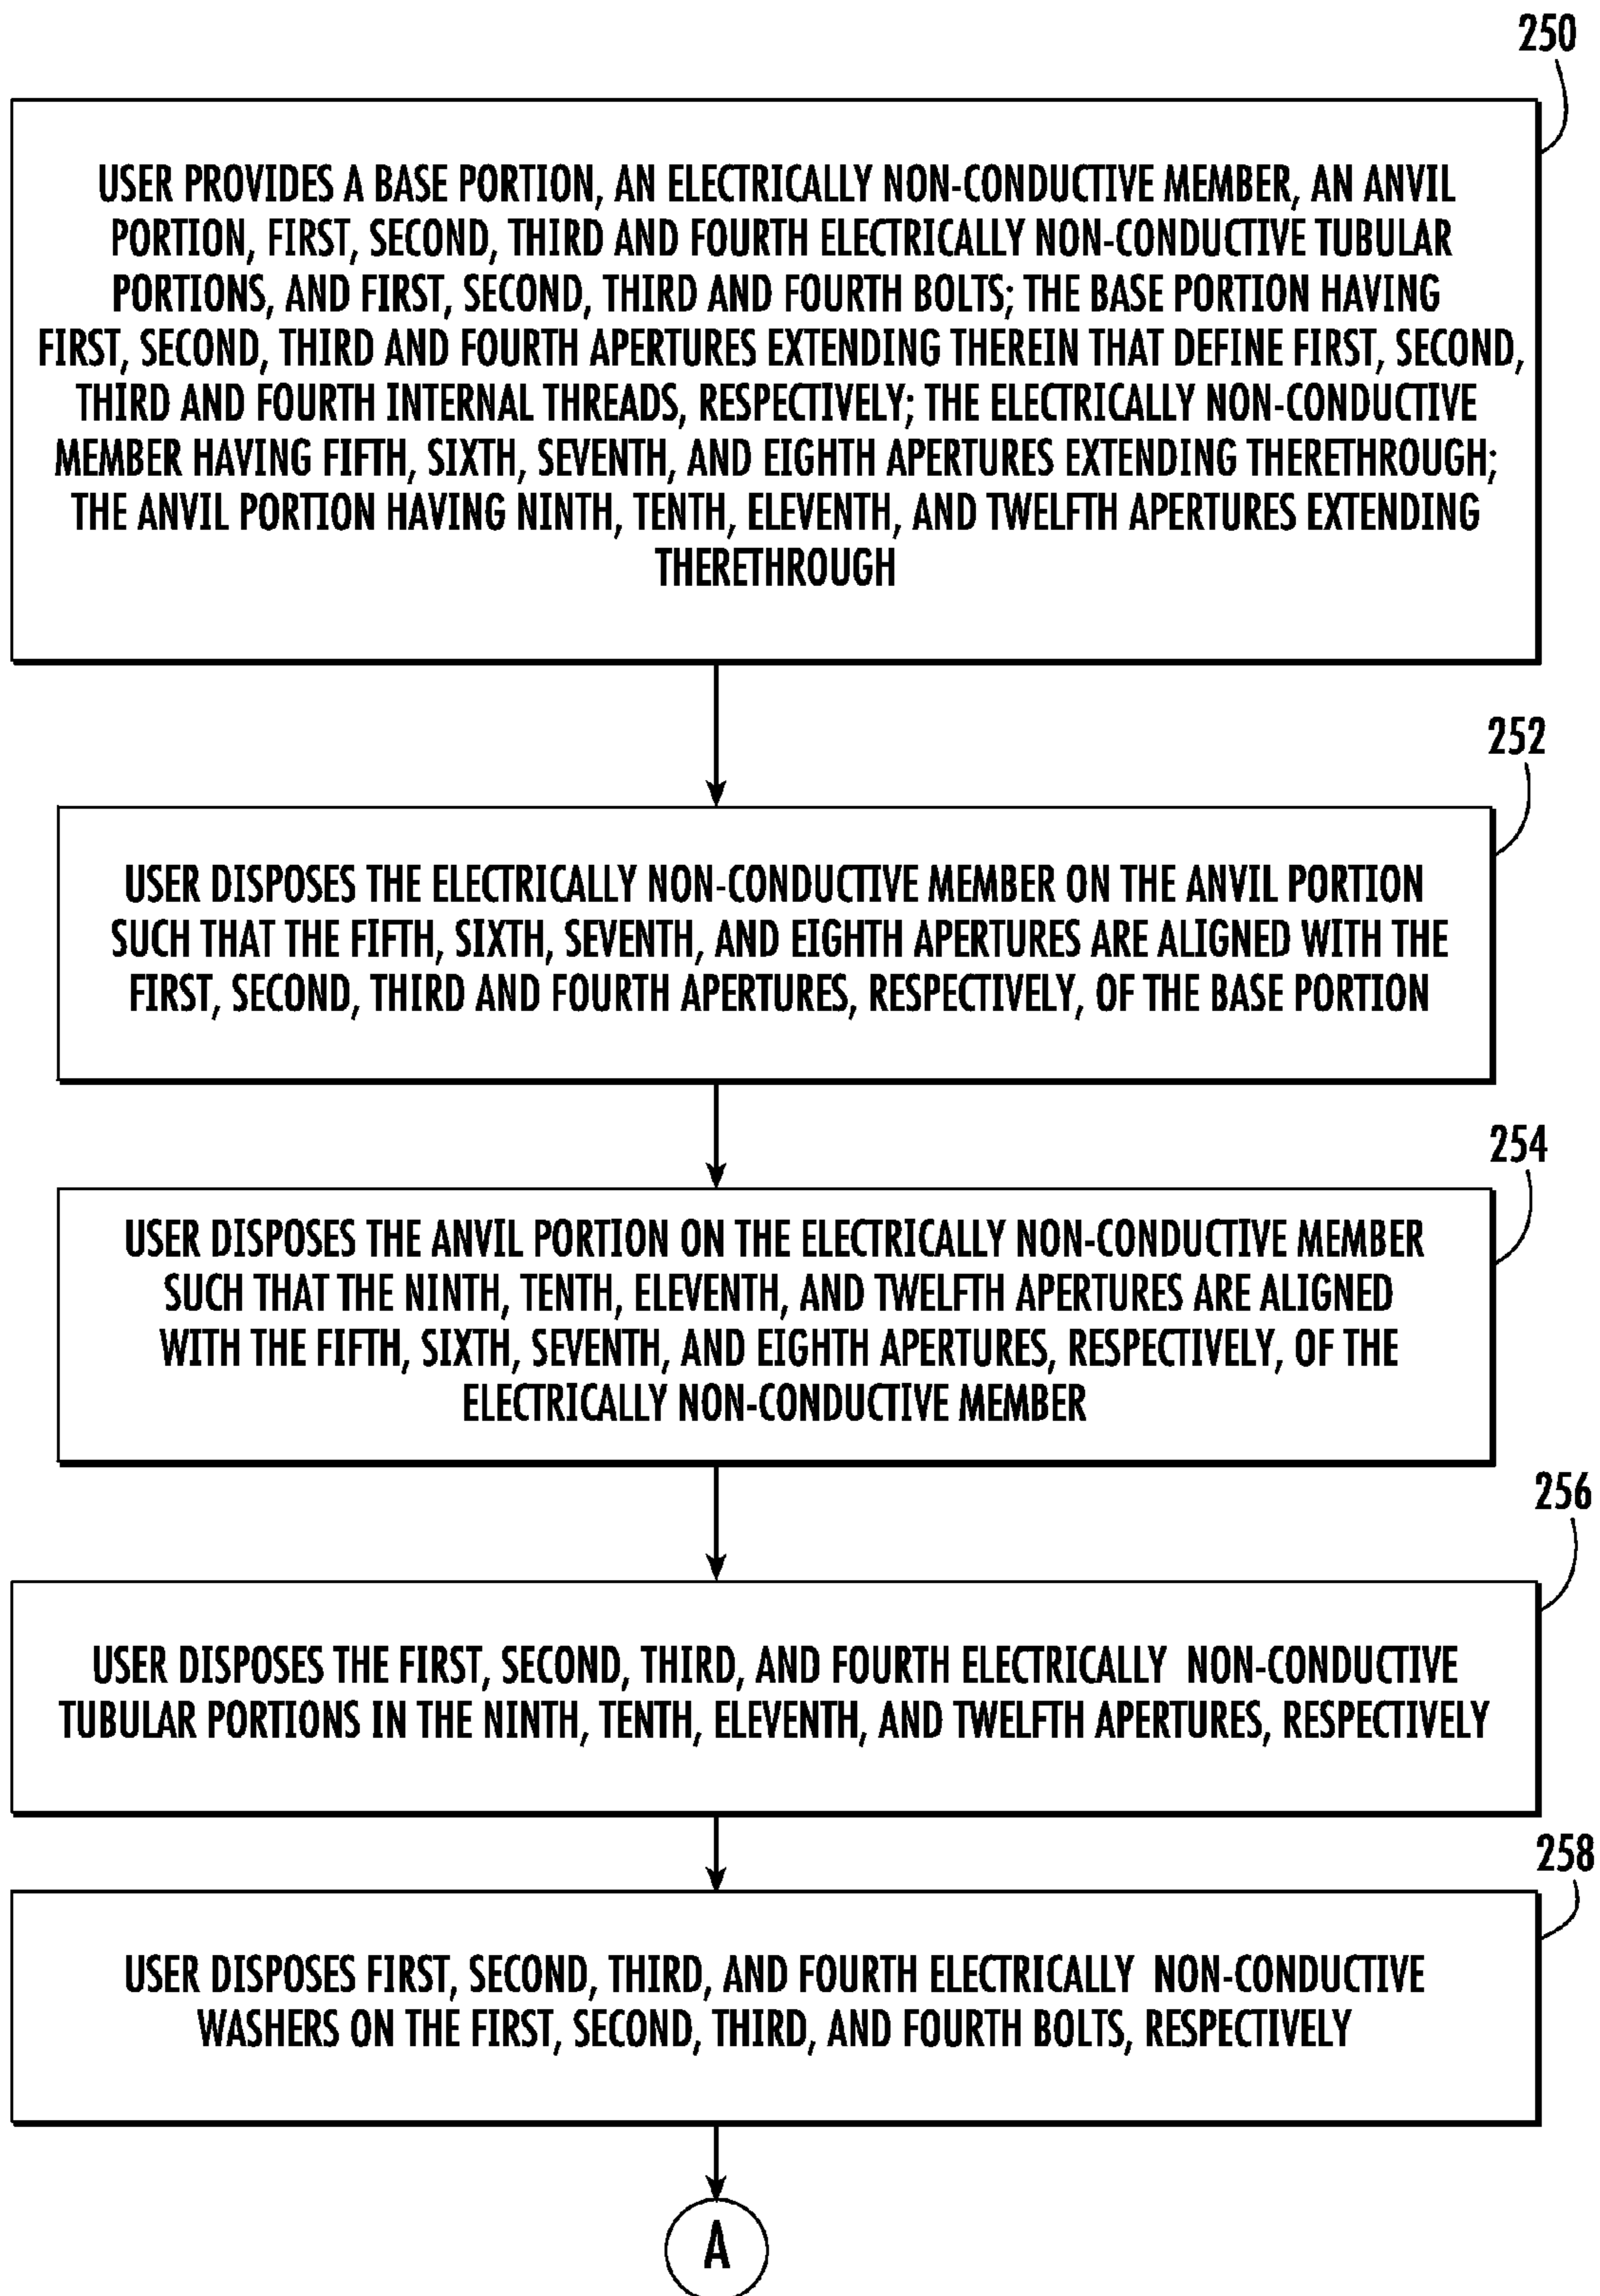 250
USER PROVIDES A BASE PORTION, AN ELECTRICALLY NON-CONDUCTIVE MEMBER, AN ANVIL
PORTION, FIRST, SECOND, THIRD AND FOURTH ELECTRICALLY NON-CONDUCTIVE TUBULAR
PORTIONS, AND FIRST, SECOND, THIRD AND FOURTH BOLTS; THE BASE PORTION HAVING
FIRST, SECOND, THIRD AND FOURTH APERTURES EXTENDING THEREIN THAT DEFINE FIRST, SECOND,
THIRD AND FOURTH INTERNAL THREADS, RESPECTIVELY; THE ELECTRICALLY NON-CONDUCTIVE
MEMBER HAVING FIFTH, SIXTH, SEVENTH, AND EIGHTH APERTURES EXTENDING THERETHROUGH;
THE ANVIL PORTION HAVING NINTH, TENTH, ELEVENTH, AND TWELFTH APERTURES EXTENDING
THERETHROUGH
252
USER DISPOSES THE ELECTRICALLY NON-CONDUCTIVE MEMBER ON THE ANVIL PORTION
SUCH THAT THE FIFTH, SIXTH, SEVENTH, AND EIGHTH APERTURES ARE ALIGNED WITH THE
FIRST, SECOND, THIRD AND FOURTH APERTURES, RESPECTIVELY, OF THE BASE PORTION
254
USER DISPOSES THE ANVIL PORTION ON THE ELECTRICALLY NON-CONDUCTIVE MEMBER
SUCH THAT THE NINTH, TENTH, ELEVENTH, AND TWELFTH APERTURES ARE ALIGNED
WITH THE FIFTH, SIXTH, SEVENTH, AND EIGHTH APERTURES, RESPECTIVELY, OF THE
ELECTRICALLY NON-CONDUCTIVE MEMBER
256
USER DISPOSES THE FIRST, SECOND, THIRD, AND FOURTH ELECTRICALLY NON-CONDUCTIVE
TUBULAR PORTIONS IN THE NINTH, TENTH, ELEVENTH, AND TWELFTH APERTURES, RESPECTIVELY
258
USER DISPOSES FIRST, SECOND, THIRD, AND FOURTH ELECTRICALLY NON-CONDUCTIVE
WASHERS ON THE FIRST, SECOND, THIRD, AND FOURTH BOLTS, RESPECTIVELY
A